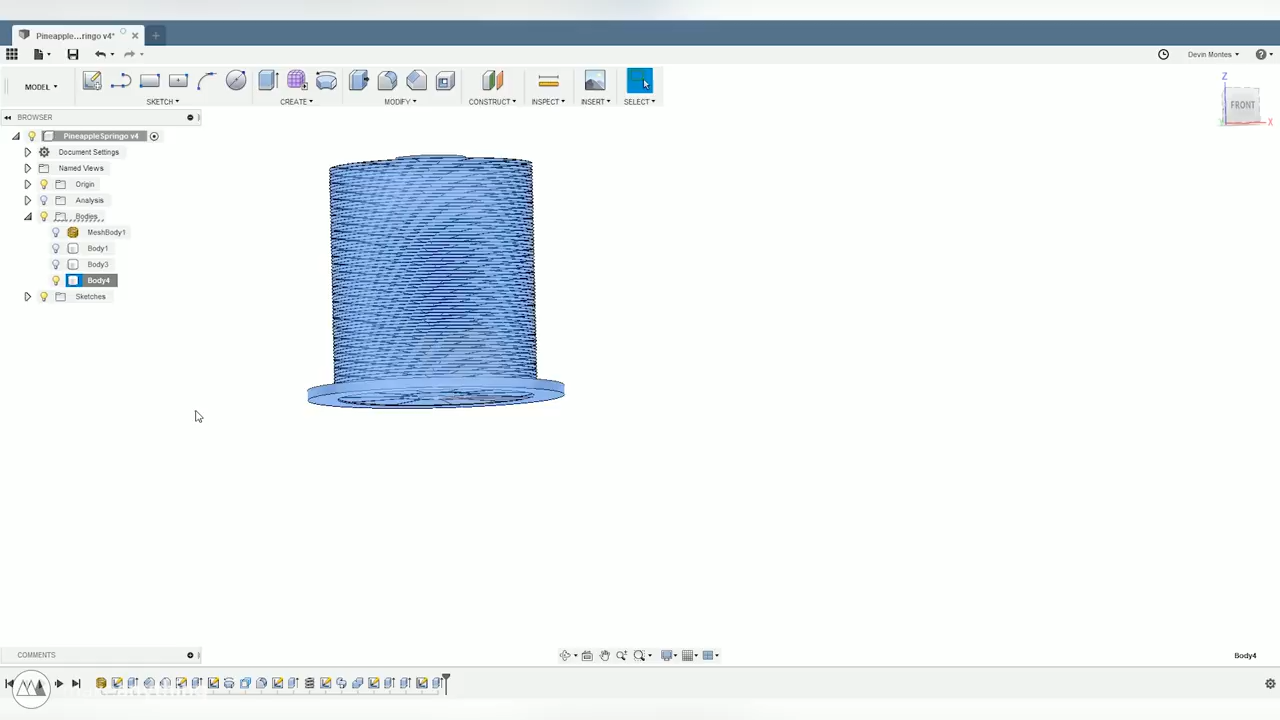 Pineapple...ringo v4*
Devin Montes
MODEL
SKETCH
CREATE
MODIFY
CONSTRUCT
INSPECT
INSERT
SELECT
Z
FRONT
X
BROWSER
PineappleSpringo v4
Document Settings
Named Views
Origin
Analysis
Bodies
MeshBody1
Body1
Body3
Body4
Sketches
COMMENTS
Body4